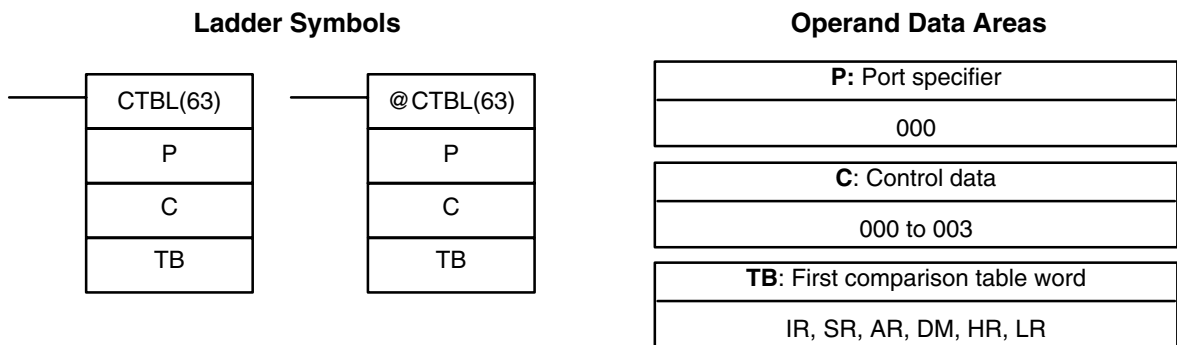 Ladder Symbols
CTBL(63)
P
C
TB
@CTBL(63)
P
C
TB
Operand Data Areas
P: Port specifier
000
C: Control data
000 to 003
TB: First comparison table word
IR, SR, AR, DM, HR, LR